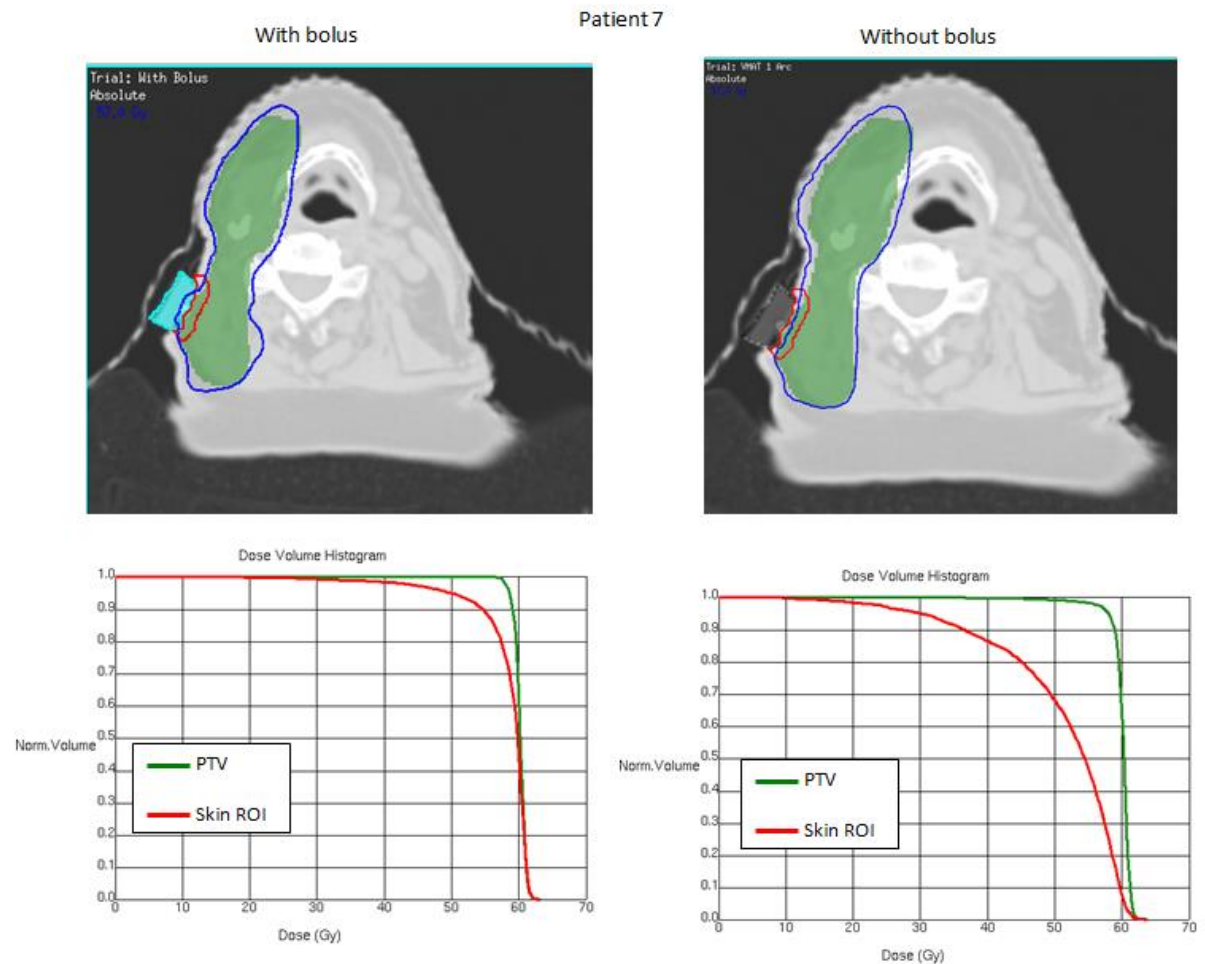 Patient 7
With bolus
Without bolus
Trial: With Bolus
Absolute
57.0 Gy
Trial: VMAT 1 Arc
Absolute
Dose Volume Histogram
1.0
0.9
0.8
0.7
0.6
0.5
0.4
0.3
0.2
0.1
0.0
Norm.Volume
PTV
Skin ROI
0 10 20 30 40 50 60 70
Dose (Gy)
Dose Volume Histogram
1.0
0.9
0.8
0.7
0.6
0.5
0.4
0.3
0.2
0.1
0.0
Norm.Volume
PTV
Skin ROI
0 10 20 30 40 50 60 70
Dose (Gy)